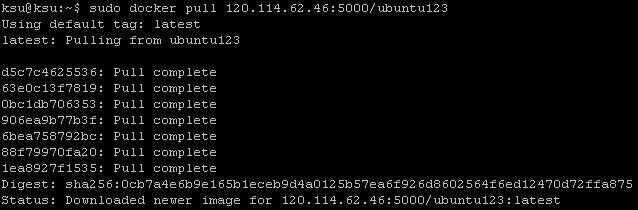 ksu@ksu:~$ sudo docker pull 120.114.62.46:5000/ubuntu123
Using default tag: latest
latest: Pulling from ubuntu123
d5c7c4625536: Pull complete
63e0c13f7819: Pull complete
0bc1db706353: Pull complete
906ea9b77b3f: Pull complete
6bea758792bc: Pull complete
88f79970fa20: Pull complete
1ea8927f1535: Pull complete
Digest: sha256:0cb7a4e6b9e165b1eceb9d4a0125b57ea6f926d8602564f6ed12470d72ffa875
Status: Downloaded newer image for 120.114.62.46:5000/ubuntu123:latest